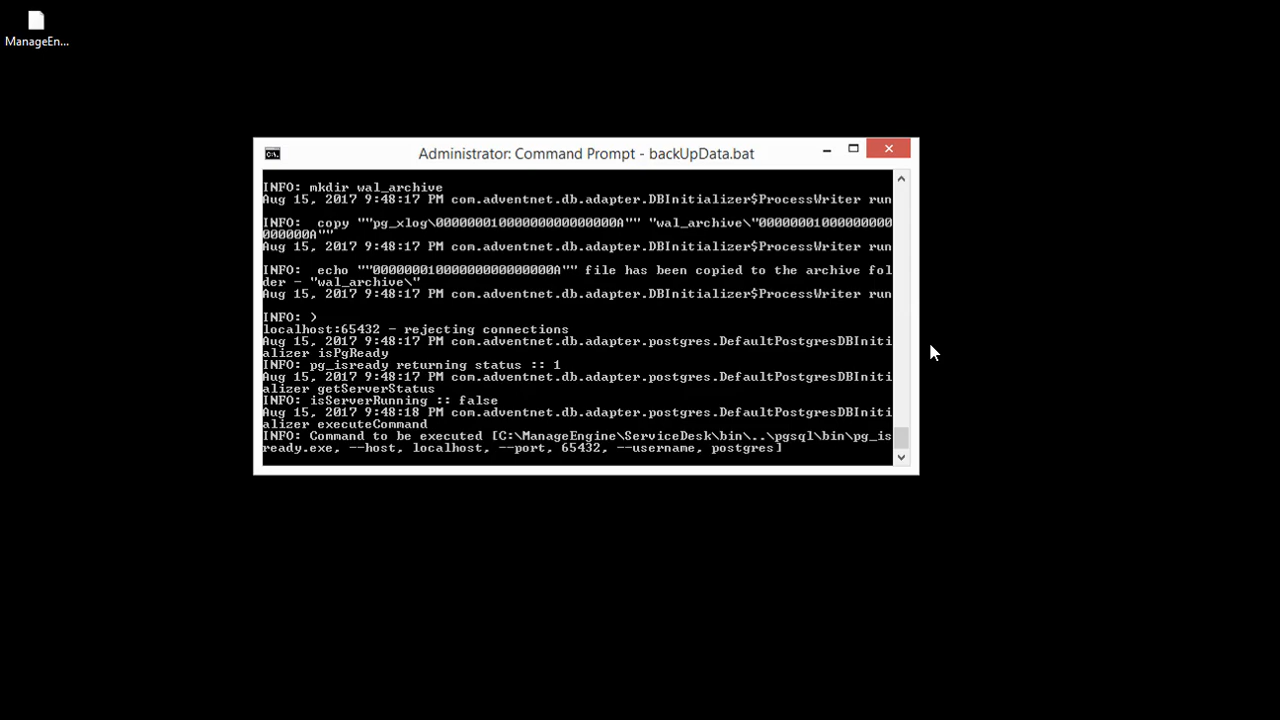 ManageEn...
Administrator: Command Prompt - backUpData.bat
INFO: mkdir wal_archive
Aug 15, 2017 9:48:17 PM com.adventnet.db.adapter.DBInitializer$ProcessWriter run
INFO:  copy ""pg_xlog\00000001000000000000000A"" "wal_archive\"000000010000000000
00000A""
Aug 15, 2017 9:48:17 PM com.adventnet.db.adapter.DBInitializer$ProcessWriter run
INFO:  echo ""00000001000000000000000A"" file has been copied to the archive fol
der - "wal_archive\"
Aug 15, 2017 9:48:17 PM com.adventnet.db.adapter.DBInitializer$ProcessWriter run
INFO: )
localhost:65432 - rejecting connections
Aug 15, 2017 9:48:17 PM com.adventnet.db.adapter.postgres.DefaultPostgresDBIniti
alizer isPgReady
INFO: pg_isready returning status :: 1
Aug 15, 2017 9:48:17 PM com.adventnet.db.adapter.postgres.DefaultPostgresDBIniti
alizer getServerStatus
INFO: isServerRunning :: false
Aug 15, 2017 9:48:18 PM com.adventnet.db.adapter.postgres.DefaultPostgresDBIniti
alizer executeCommand
INFO: Command to be executed [C:\ManageEngine\ServiceDesk\bin\..\pgsql\bin\pg_is
ready.exe, --host, localhost, --port, 65432, --username, postgres]